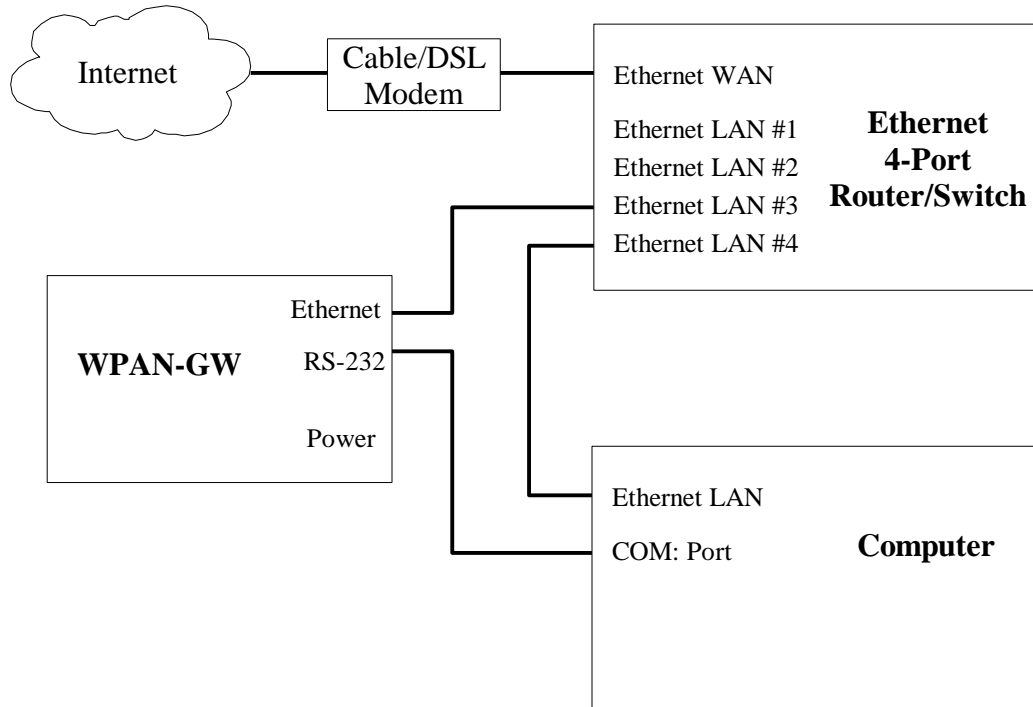 Internet
Cable/DSL
Modem
Ethernet WAN
Ethernet LAN #1
Ethernet LAN #2
Ethernet LAN #3
Ethernet LAN #4
Ethernet
4-Port
Router/Switch
WPAN-GW
Ethernet
RS-232
Power
Ethernet LAN
COM: Port
Computer